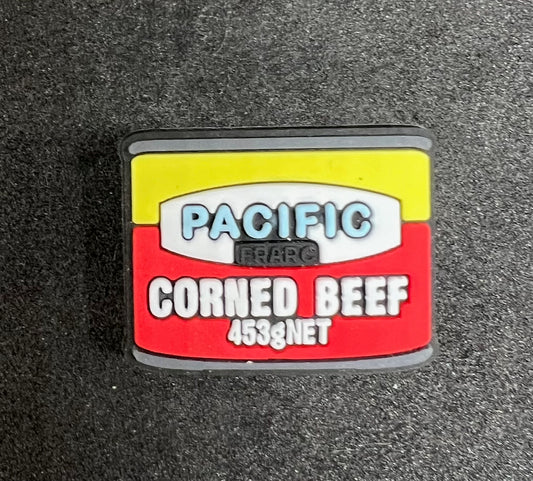 PACIFIC
CORNED BEEF
453gNET